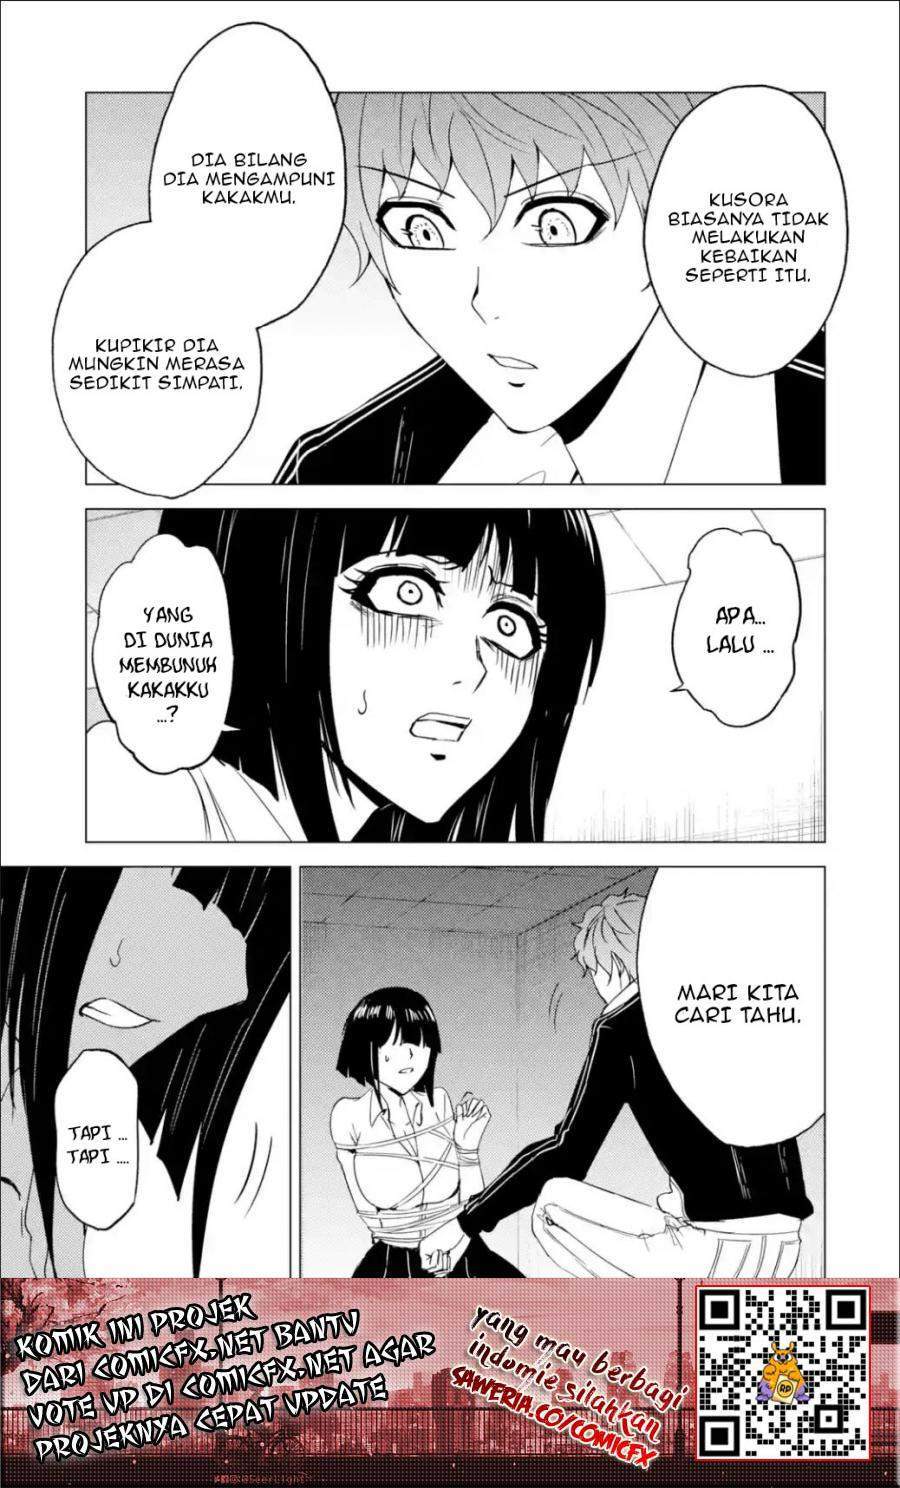 KUSORA
BIASANYA TIDAK
MELAKUKAN
KEBAIKAN
SEPERTI ITU.
DIA BILANG
DIA MENGAMPUNI
KAKAKMU.
KUPIKIR DIA
MUNGKIN MERASA
SEDIKIT SIMPATI.
APA...
LALU ...
YANG
DI DUNIA
MEMBUNUH
KAKAKKU
...?
MARI KITA
CARI TAHU.
TAPI ...
TAPI ....
KOMIK INI PROJEK
DARI COMICFX.NET BANTU
VOTE UP DI COMICFX.NET AGAR
PROJEKNYA CEPAT UPDATE
yang mau berbagi
indomie silahkan
SAWERIA.CO/COMICFX
RP